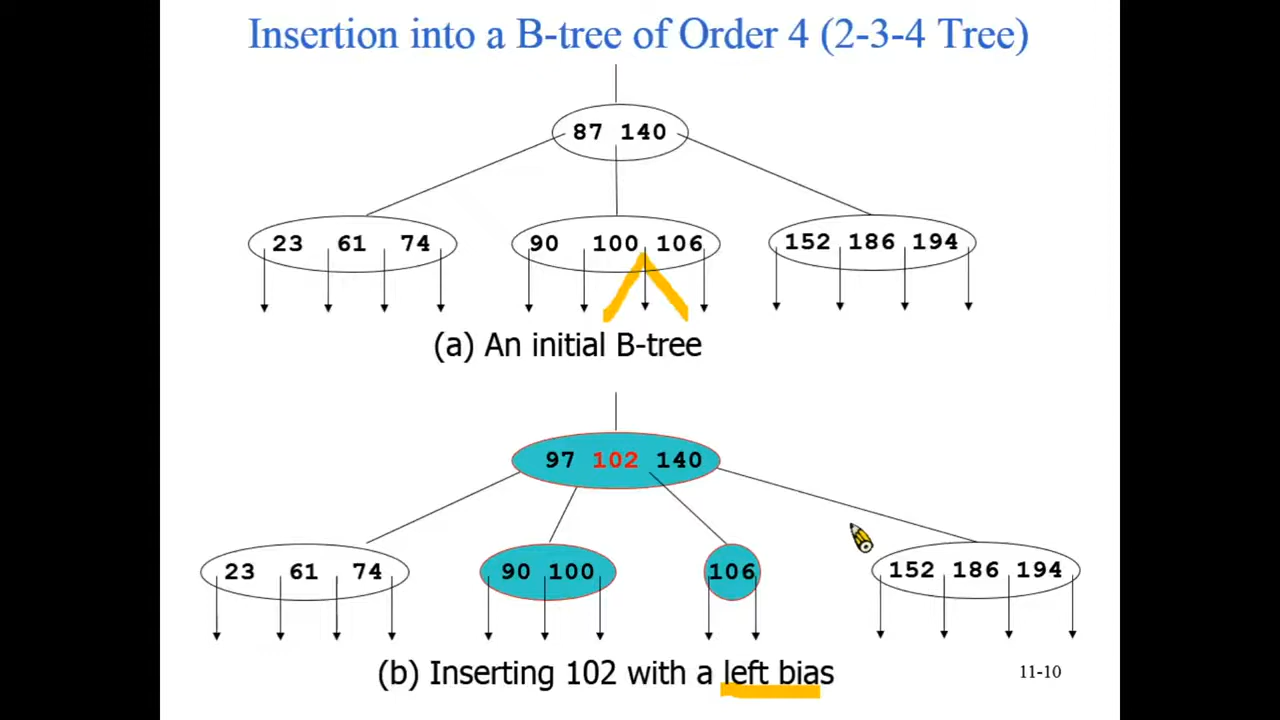 Insertion into a B-tree of Order 4 (2-3-4 Tree)
87 140
23 61 74
90 100 106
152 186 194
(a) An initial B-tree
97 102 140
23 61 74
90 100
106
152 186 194
(b) Inserting 102 with a left bias
11-10